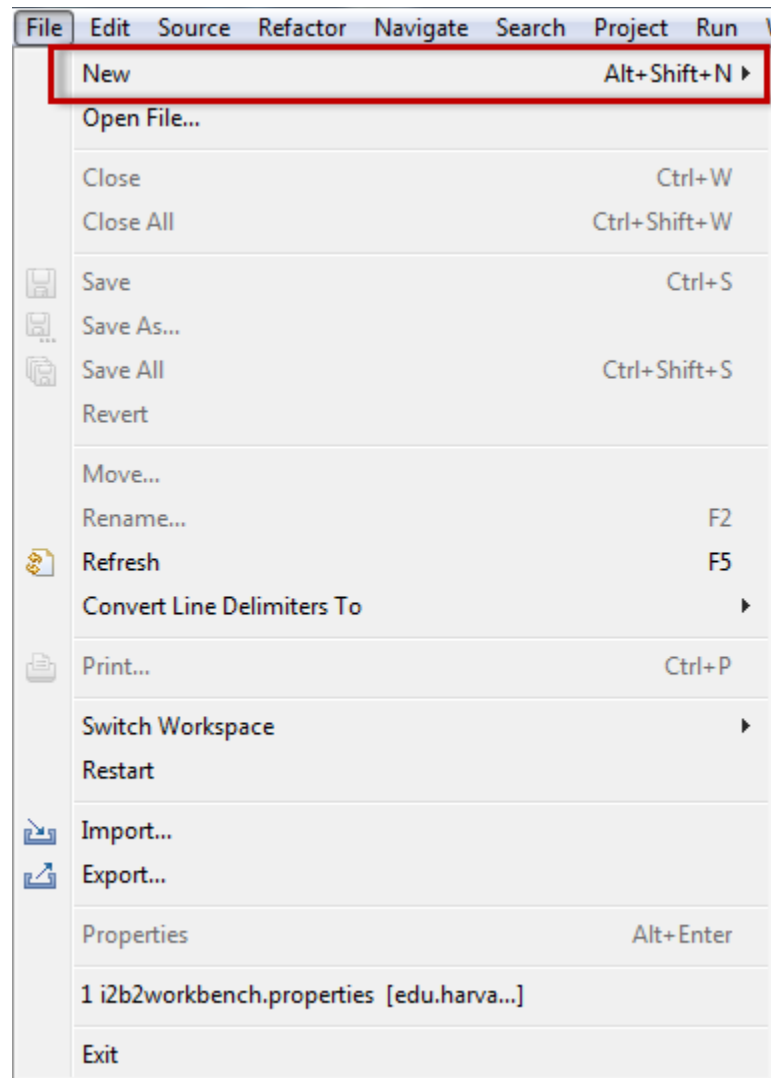 File Edit Source Refactor Navigate Search Project Run
New Alt+Shift+N
Open File...
Close Ctrl+W
Close All Ctrl+Shift+W
Save Ctrl+S
Save As...
Save All Ctrl+Shift+S
Revert
Move...
Rename... F2
Refresh F5
Convert Line Delimiters To
Print... Ctrl+P
Switch Workspace
Restart
Import...
Export...
Properties Alt+Enter
1 i2b2workbench.properties [edu.harva...]
Exit